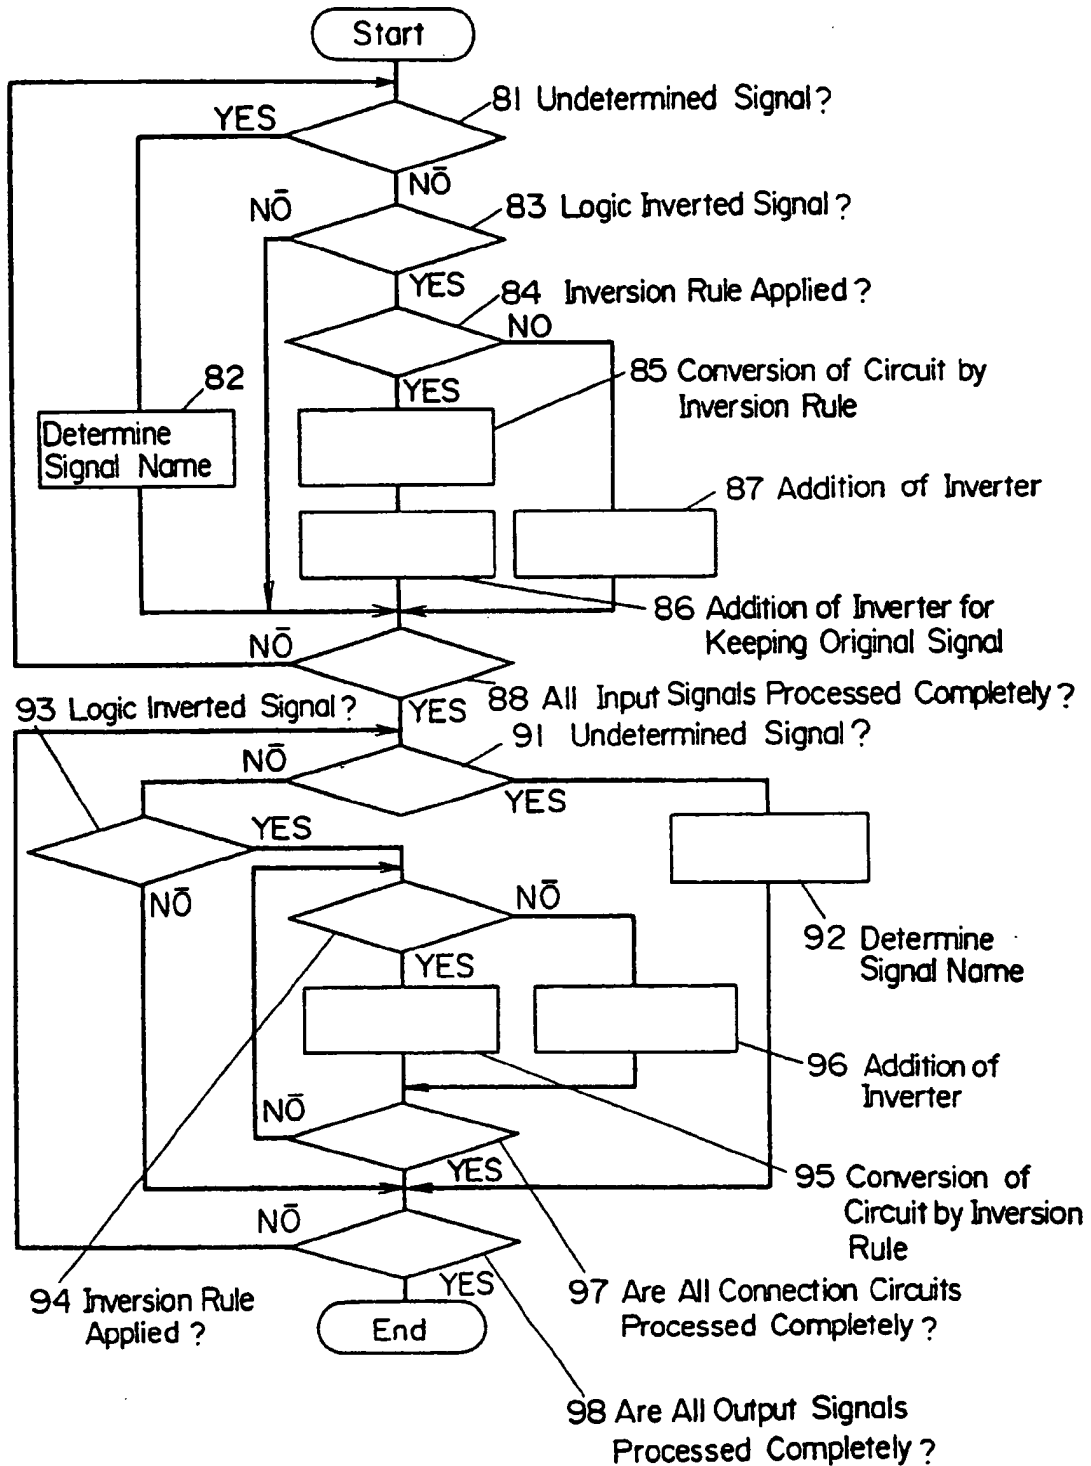 Start
81 Undetermined Signal?
YES
NŌ
83 Logic Inverted Signal?
NŌ
YES
84 Inversion Rule Applied?
NO
YES
85 Conversion of Circuit by
Inversion Rule
82
Determine
Signal Name
87 Addition of Inverter
86 Addition of Inverter for
Keeping Original Signal
NŌ
YES
88 All Input Signals Processed Completely?
93 Logic Inverted Signal?
91 Undetermined Signal?
NŌ
YES
YES
NŌ
NŌ
YES
92 Determine
Signal Name
96 Addition of
Inverter
NŌ
YES
95 Conversion of
Circuit by Inversion
Rule
NŌ
YES
94 Inversion Rule
Applied?
97 Are All Connection Circuits
Processed Completely?
End
98 Are All Output Signals
Processed Completely?